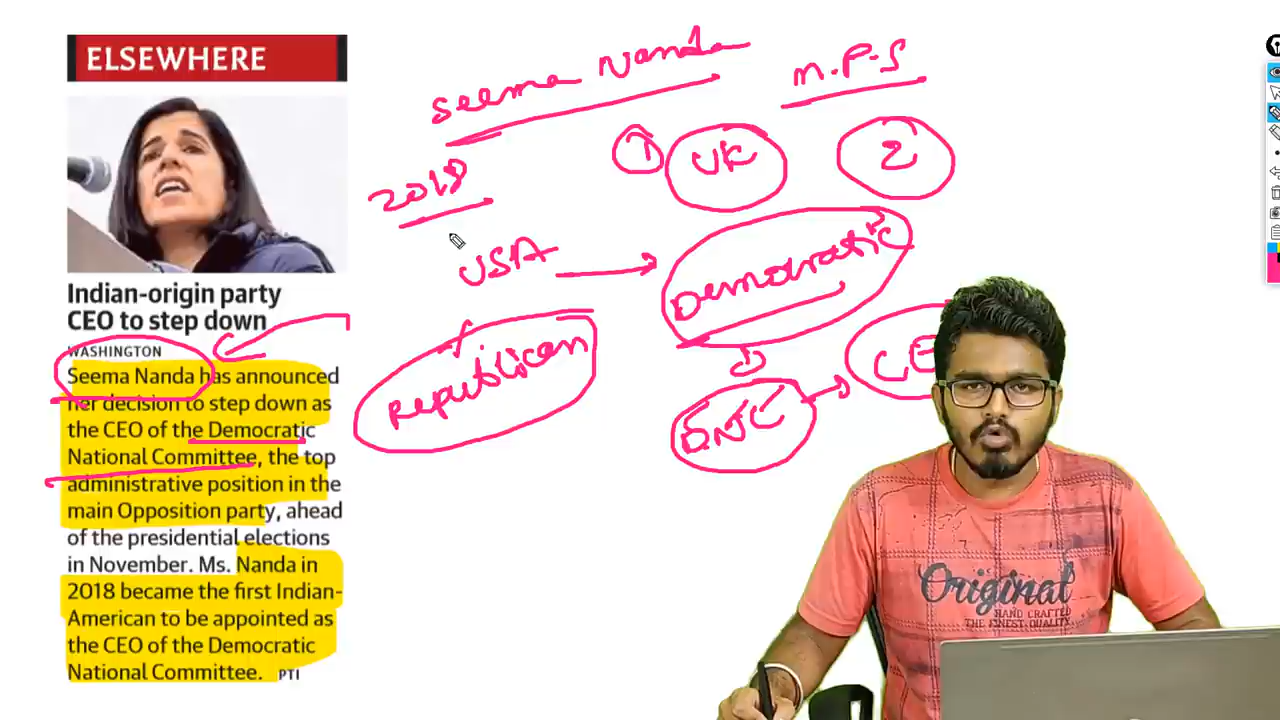 ELSEWHERE
Indian-origin party
CEO to step down
WASHINGTON
Seema Nanda has announced
her decision to step down as
the CEO of the Democratic
National Committee, the top
administrative position in the
main Opposition party, ahead
of the presidential elections
in November. Ms. Nanda in
2018 became the first Indian-
American to be appointed as
the CEO of the Democratic
National Committee. PTI
Seema Nanda
M.P.S
1 UK 2
2018
USA
Democratic
Republican
DNC
CE
Original
HAND CRAFTED
THE FINEST QUALITY